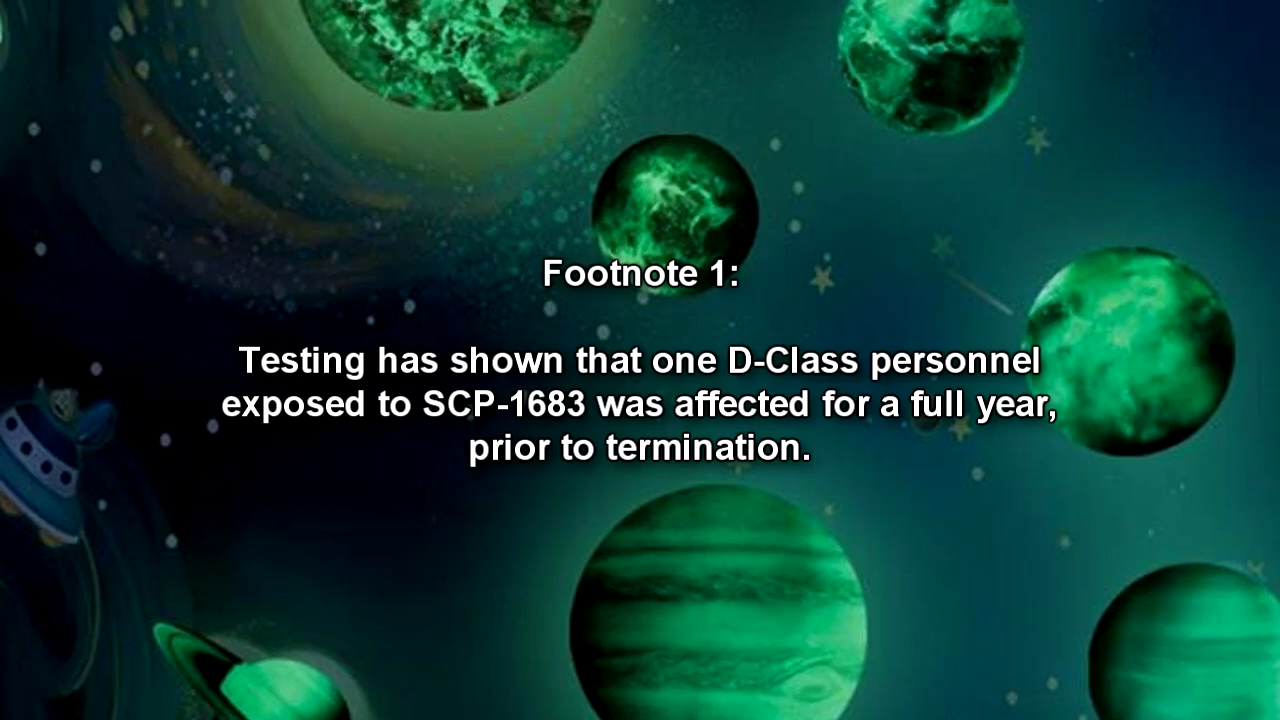 Footnote 1:
Testing has shown that one D-Class personnel
exposed to SCP-1683 was affected for a full year,
prior to termination.